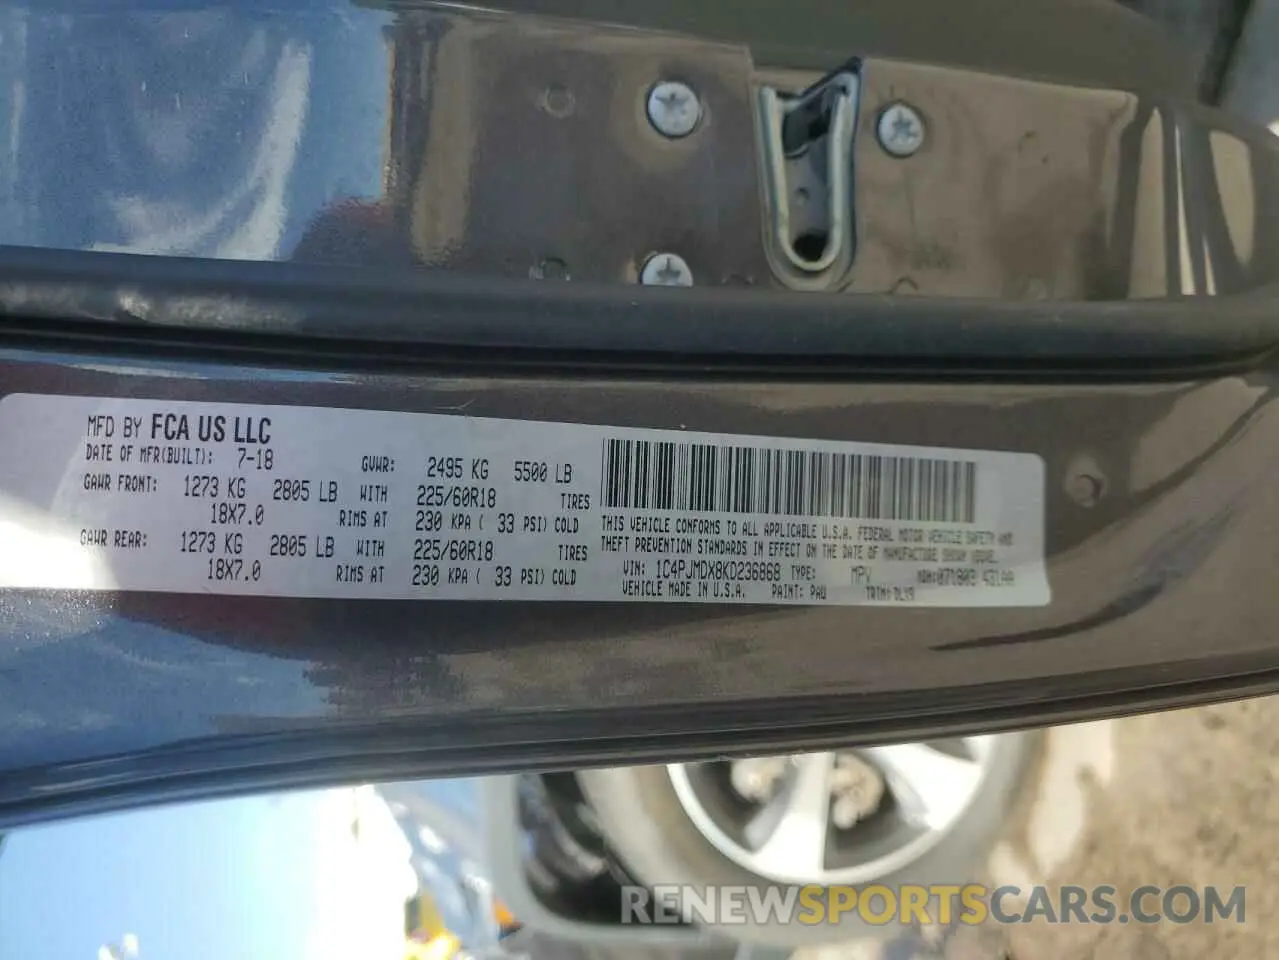 MFD BY FCA US LLC
DATE OF MFR(BUILT): 7-18
GVWR: 2495 KG 5500 LB
GAWR FRONT: 1273 KG 2805 LB WITH 225/60R18 TIRES
18X7.0 RIMS AT 230 KPA ( 33 PSI) COLD
GAWR REAR: 1273 KG 2805 LB WITH 225/60R18 TIRES
18X7.0 RIMS AT 230 KPA ( 33 PSI) COLD
THIS VEHICLE CONFORMS TO ALL APPLICABLE U.S.A. FEDERAL MOTOR VEHICLE SAFETY AND
THEFT PREVENTION STANDARDS IN EFFECT ON THE DATE OF MANUFACTURE SHOWN ABOVE.
VIN: 1C4PJMDX8KD236868 TYPE: MPV MDH:
VEHICLE MADE IN U.S.A. PAINT: PAU TRIM:
RENEWSPORTSCARS.COM